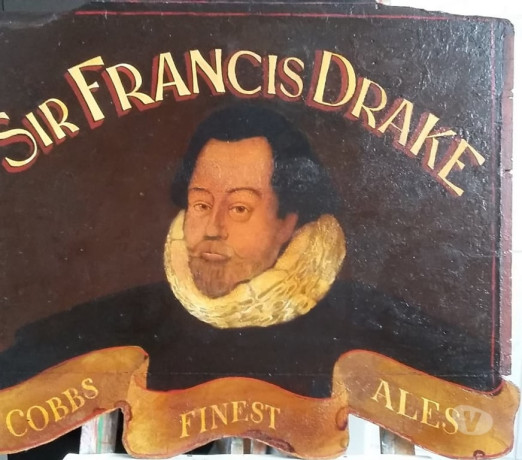 SIR FRANCIS DRAKE
COBBS FINEST ALES
V